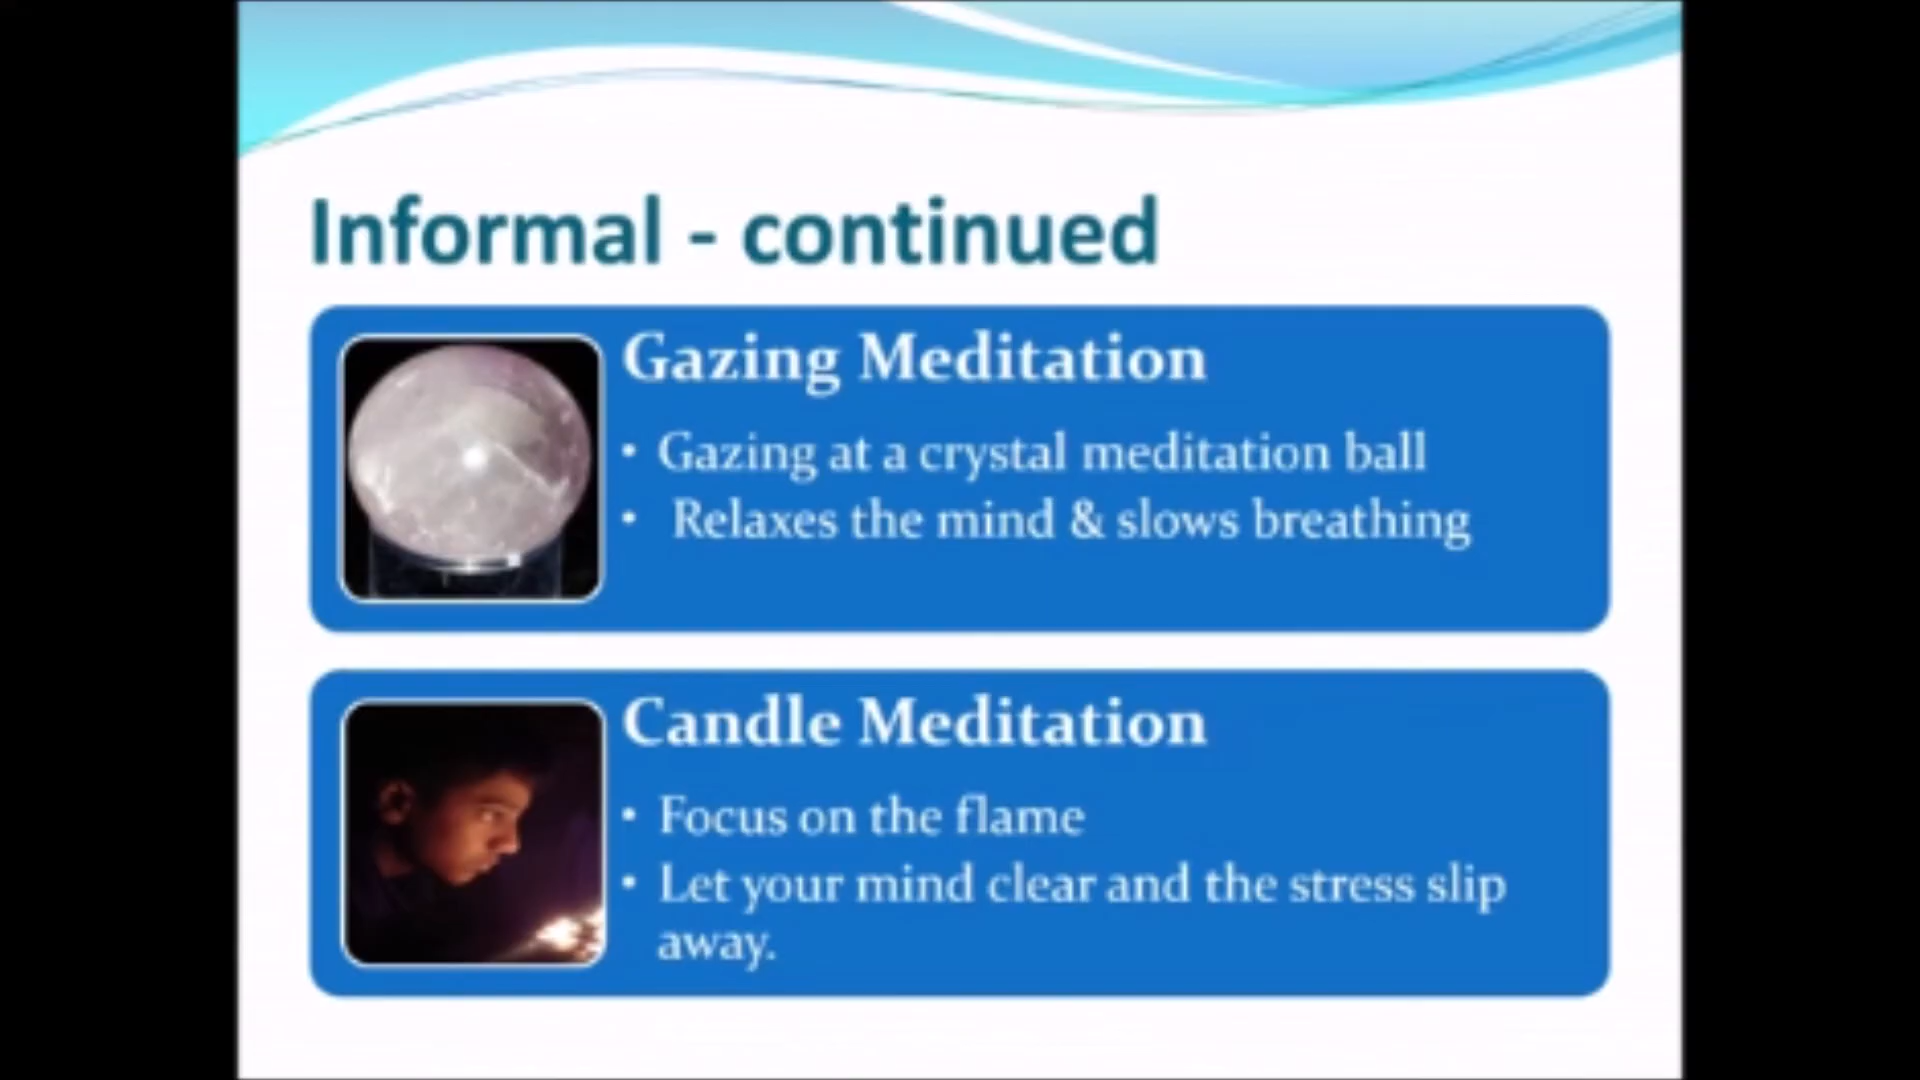 Informal - continued
Gazing Meditation
• Gazing at a crystal meditation ball
• Relaxes the mind & slows breathing
Candle Meditation
• Focus on the flame
• Let your mind clear and the stress slip
away.